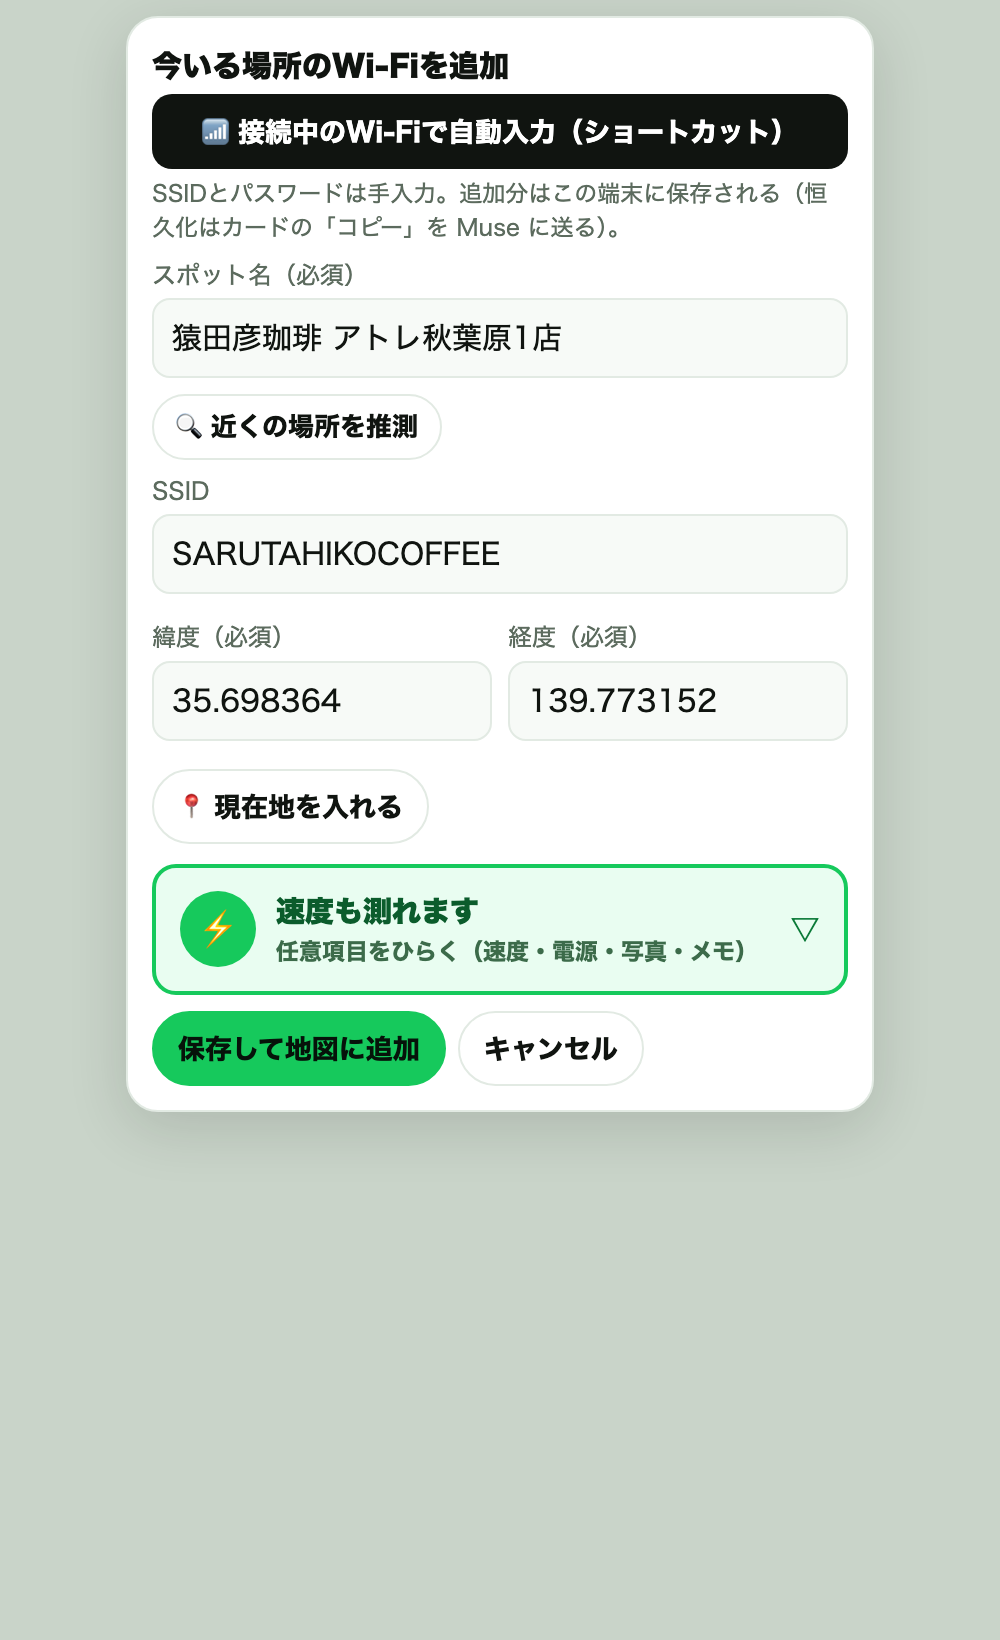 今いる場所のWi-Fiを追加
📶 接続中のWi-Fiで自動入力（ショートカット）
SSIDとパスワードは手入力。追加分はこの端末に保存される（恒
久化はカードの「コピー」を Muse に送る）。
スポット名（必須）
猿田彦珈琲 アトレ秋葉原1店
🔍 近くの場所を推測
SSID
SARUTAHIKOCOFFEE
緯度（必須） 経度（必須）
35.698364 139.773152
📍 現在地を入れる
⚡ 速度も測れます
任意項目をひらく（速度・電源・写真・メモ） ▽
保存して地図に追加 キャンセル